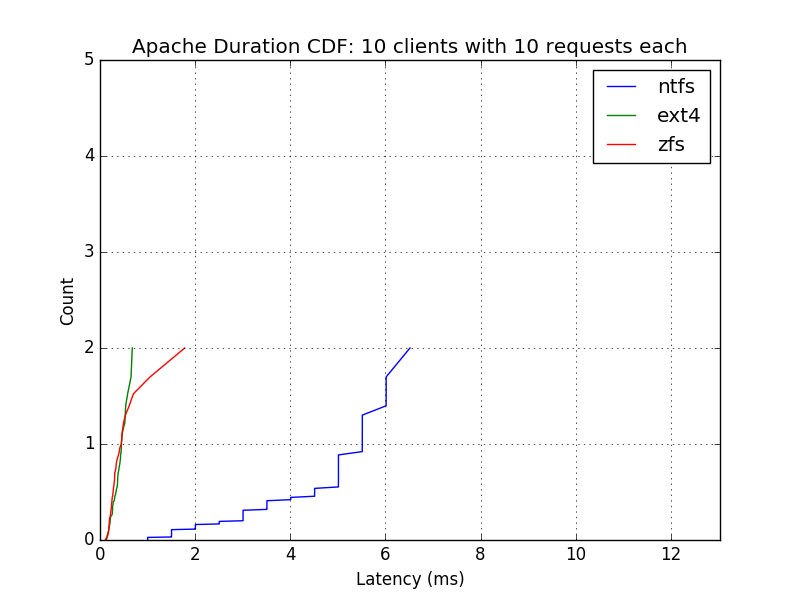 Apache Duration CDF: 10 clients with 10 requests each
5
4
3
2
1
0
Count
ntfs
ext4
zfs
0 2 4 6 8 10 12
Latency (ms)